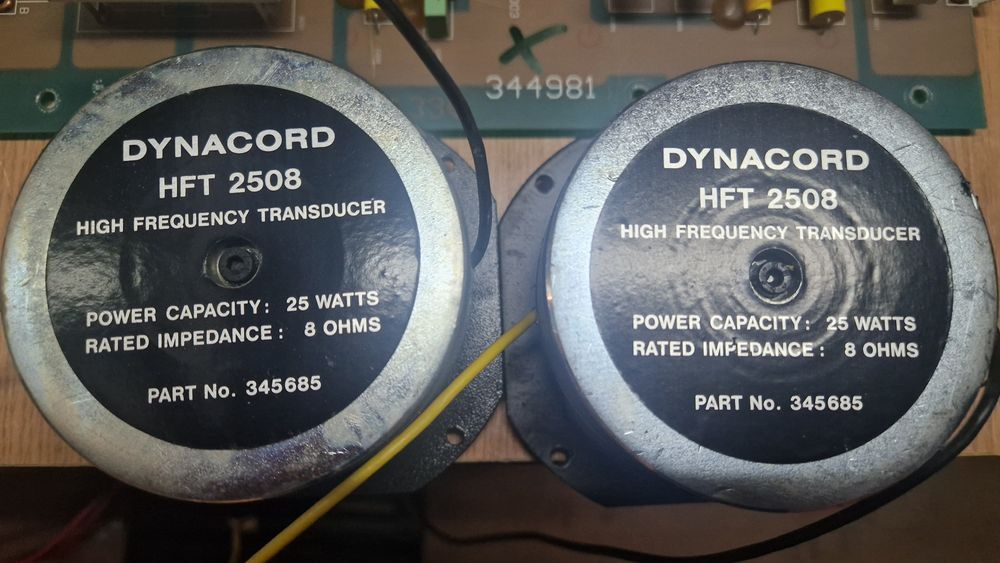 344981
DYNACORD
HFT 2508
HIGH FREQUENCY TRANSDUCER
POWER CAPACITY: 25 WATTS
RATED IMPEDANCE: 8 OHMS
PART No. 345685
DYNACORD
HFT 2508
HIGH FREQUENCY TRANSDUCER
POWER CAPACITY: 25 WATTS
RATED IMPEDANCE: 8 OHMS
PART No. 345685